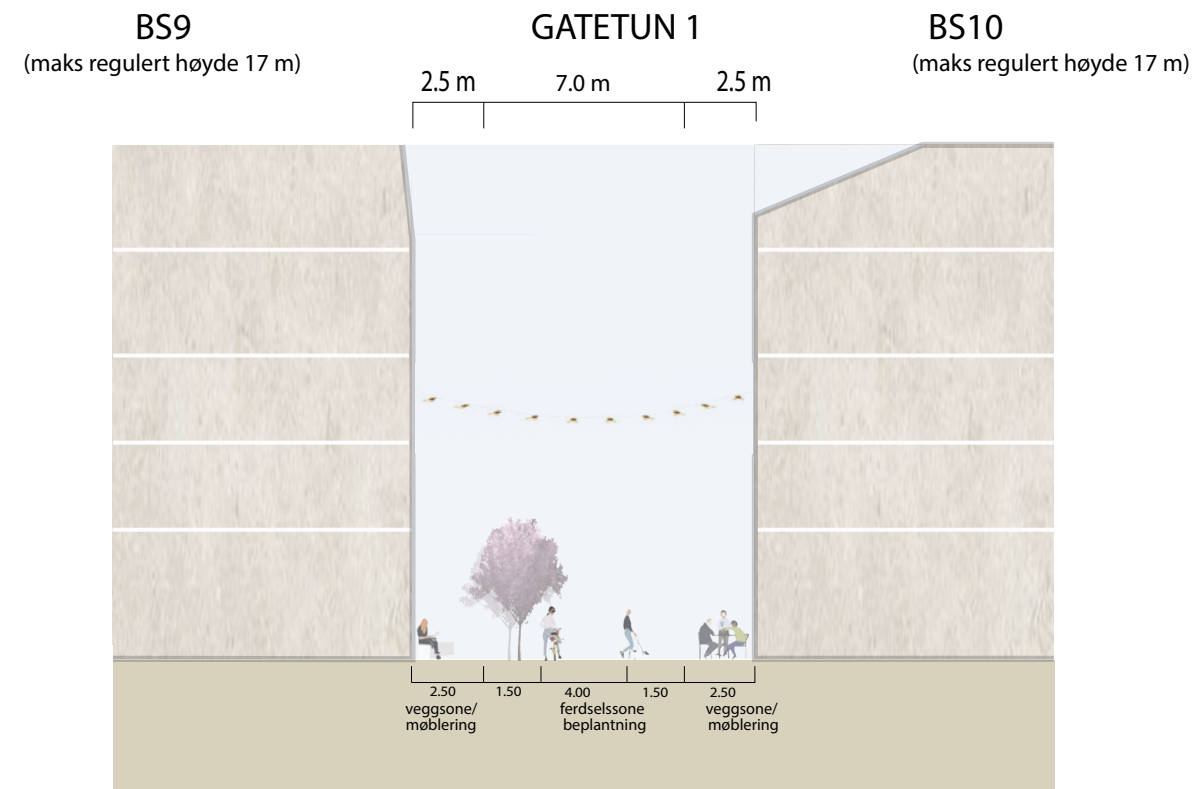 BS9
(maks regulert høyde 17 m)
GATETUN 1
BS10
(maks regulert høyde 17 m)
2.5 m
7.0 m
2.5 m
2.50
1.50
4.00
1.50
2.50
veggsone/
møblering
ferdselssone
beplantning
veggsone/
møblering